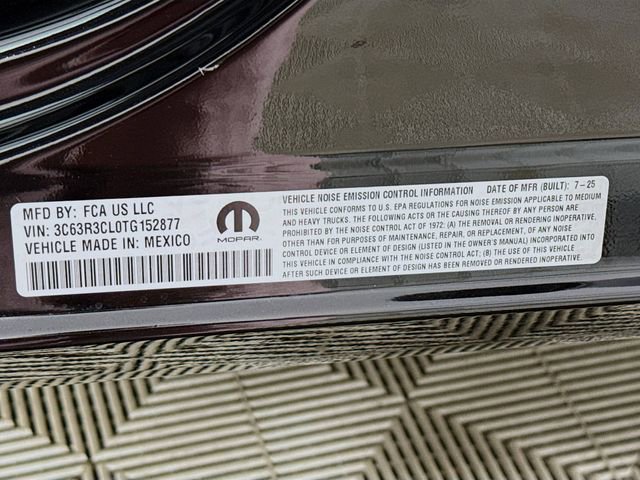 MFD BY: FCA US LLC
VIN: 3C63R3CL0TG152877
VEHICLE MADE IN: MEXICO
MOPAR.
VEHICLE NOISE EMISSION CONTROL INFORMATION DATE OF MFR (BUILT): 7-25
THIS VEHICLE CONFORMS TO U.S. EPA REGULATIONS FOR NOISE EMISSION APPLICABLE TO MEDIUM
AND HEAVY TRUCKS. THE FOLLOWING ACTS OR THE CAUSING THEREOF BY ANY PERSON ARE
PROHIBITED BY THE NOISE CONTROL ACT OF 1972: (A) THE REMOVAL OR RENDERING INOPERATIVE,
OTHER THAN FOR PURPOSES OF MAINTENANCE, REPAIR, OR REPLACEMENT, OF ANY NOISE
CONTROL DEVICE OR ELEMENT OF DESIGN (LISTED IN THE OWNER'S MANUAL) INCORPORATED INTO
THIS VEHICLE IN COMPLIANCE WITH THE NOISE CONTROL ACT; (B) THE USE OF THIS VEHICLE
AFTER SUCH DEVICE OR ELEMENT OF DESIGN HAS BEEN REMOVED OR RENDERED INOPERATIVE.